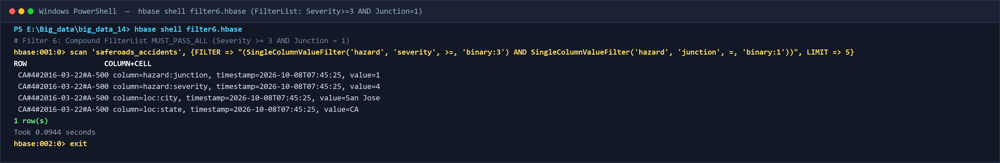 Windows PowerShell — hbase shell filter6.hbase (FilterList: Severity>=3 AND Junction=1)
PS E:\Big_data\big_data_14> hbase shell filter6.hbase
# Filter 6: Compound FilterList MUST_PASS_ALL (Severity >= 3 AND Junction = 1)
hbase:001:0> scan 'saferoads_accidents', {FILTER => "(SingleColumnValueFilter('hazard', 'severity', >=, 'binary:3') AND SingleColumnValueFilter('hazard', 'junction', =, 'binary:1'))", LIMIT => 5}
ROW                  COLUMN+CELL
 CA#4#2016-03-22#A-500 column=hazard:junction, timestamp=2026-10-08T07:45:25, value=1
 CA#4#2016-03-22#A-500 column=hazard:severity, timestamp=2026-10-08T07:45:25, value=4
 CA#4#2016-03-22#A-500 column=loc:city, timestamp=2026-10-08T07:45:25, value=San Jose
 CA#4#2016-03-22#A-500 column=loc:state, timestamp=2026-10-08T07:45:25, value=CA
1 row(s)
Took 0.0944 seconds
hbase:002:0> exit